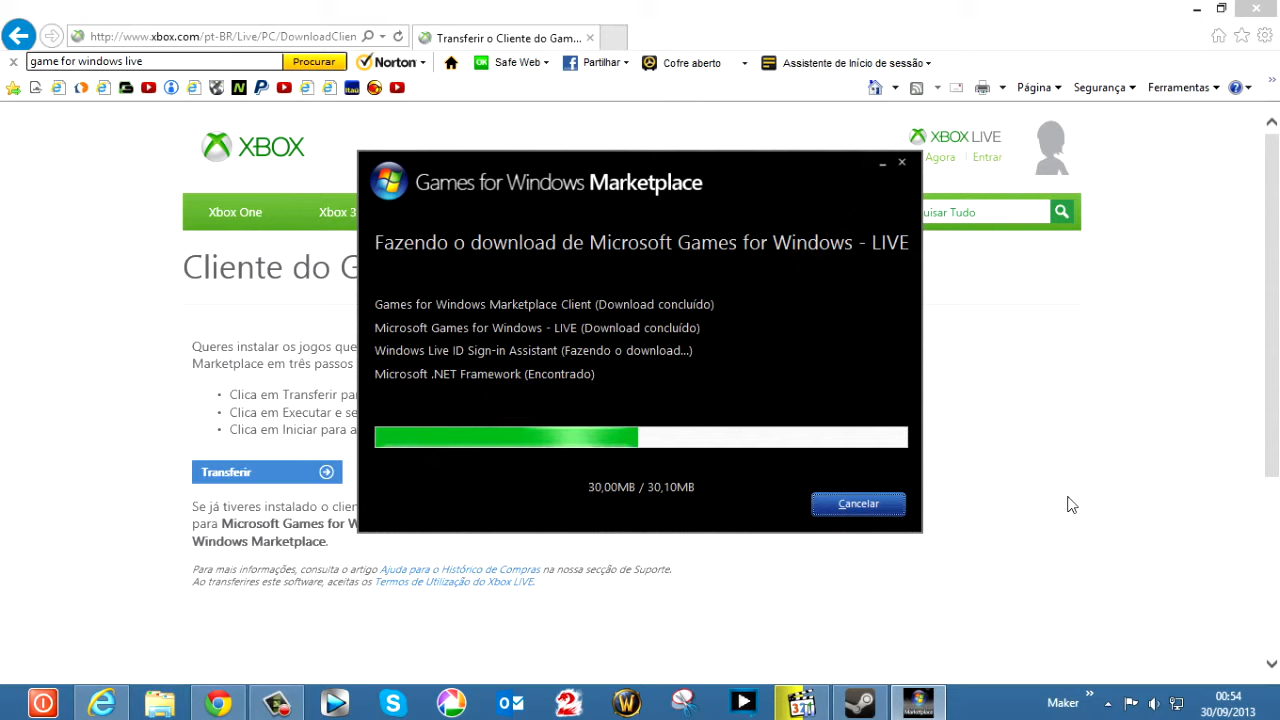 http://www.xbox.com/pt-BR/Live/PC/DownloadClien
Transferir o Cliente do Gam...
game for windows live
Procurar
Norton
OK
Safe Web
Partilhar
Cofre aberto
Assistente de Início de sessão
Página
Segurança
Ferramentas
XBOX
XBOX LIVE
Agora
Entrar
Xbox One
Xbox 3
uisar Tudo
Cliente do G
Games for Windows Marketplace
Fazendo o download de Microsoft Games for Windows - LIVE
Games for Windows Marketplace Client (Download concluído)
Microsoft Games for Windows - LIVE (Download concluído)
Windows Live ID Sign-in Assistant (Fazendo o download...)
Microsoft .NET Framework (Encontrado)
30,00MB / 30,10MB
Cancelar
Queres instalar os jogos que
Marketplace em três passos
• Clica em Transferir par
• Clica em Executar e se
• Clica em Iniciar para a
Transferir
Se já tiveres instalado o clien
para Microsoft Games for W
Windows Marketplace.
Para mais informações, consulta o artigo Ajuda para o Histórico de Compras na nossa secção de Suporte.
Ao transferires este software, aceitas os Termos de Utilização do Xbox LIVE.
321
Maker
00:54
30/09/2013